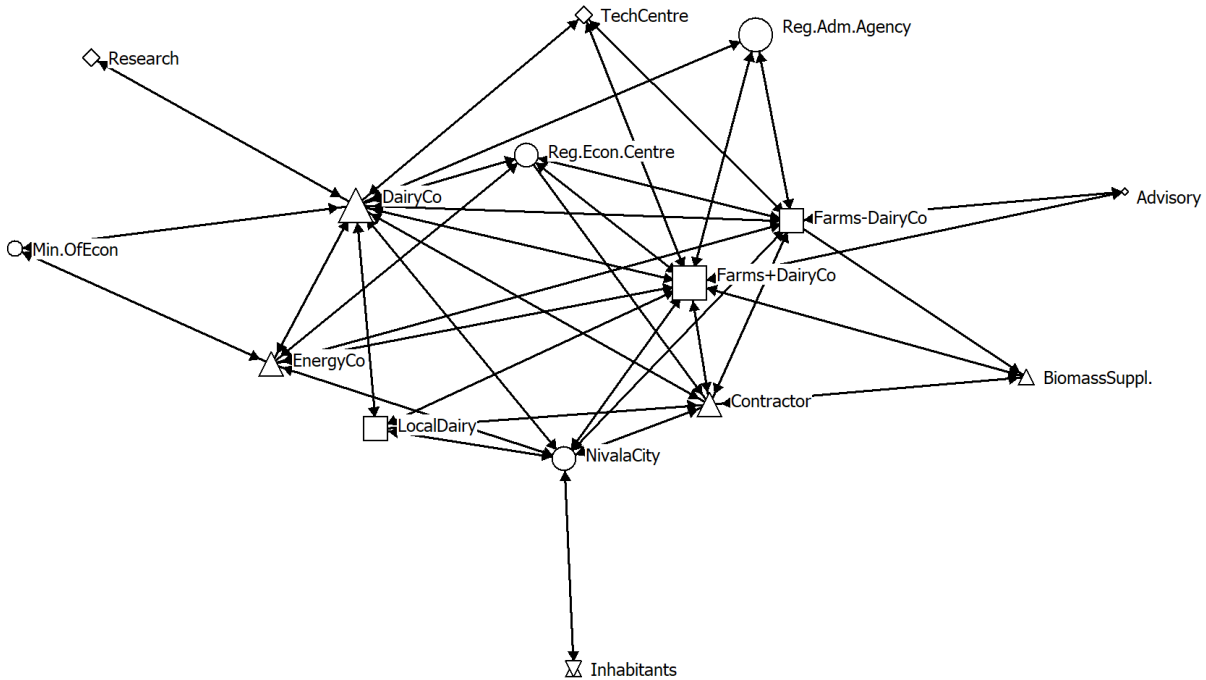 TechCentre
Reg.Adm.Agency
Research
Reg.Econ.Centre
DairyCo
Advisory
Farms-DairyCo
Min.OfEcon
Farms+DairyCo
EnergyCo
BiomassSuppl.
Contractor
LocalDairy
NivalaCity
Inhabitants